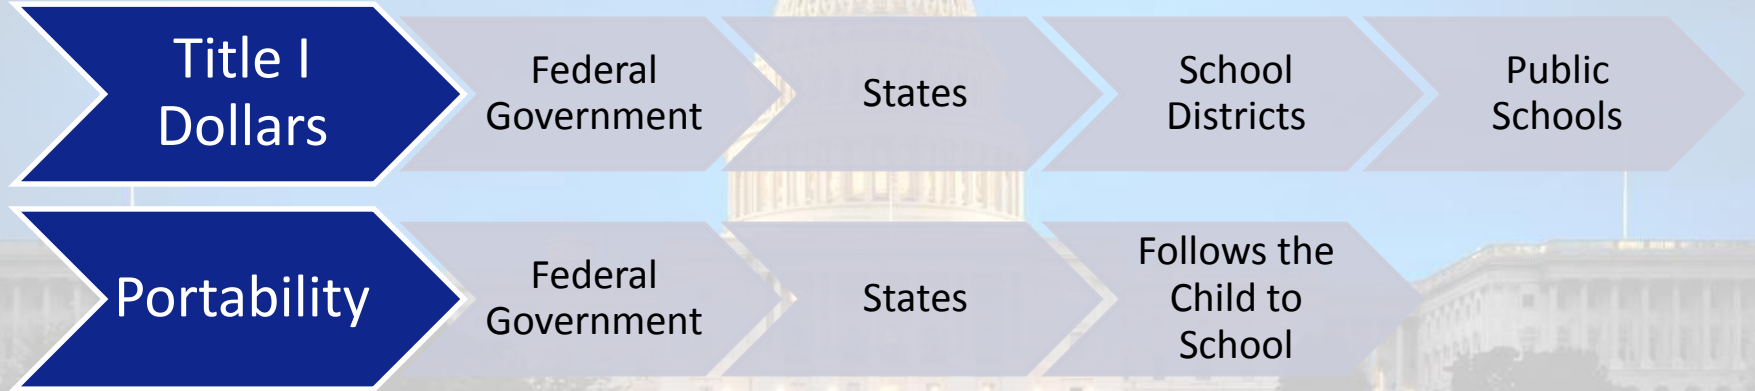 Title I
Dollars
Federal
Government
States
School
Districts
Public
Schools
Portability
Federal
Government
States
Follows the
Child to
School